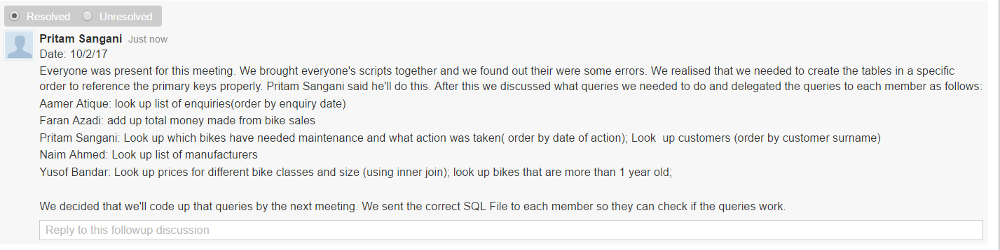 Resolved Unresolved
Pritam Sangani Just now
Date: 10/2/17
Everyone was present for this meeting. We brought everyone's scripts together and we found out their were some errors. We realised that we needed to create the tables in a specific
order to reference the primary keys properly. Pritam Sangani said he'll do this. After this we discussed what queries we needed to do and delegated the queries to each member as follows:
Aamer Atique: look up list of enquiries(order by enquiry date)
Faran Azadi: add up total money made from bike sales
Pritam Sangani: Look up which bikes have needed maintenance and what action was taken( order by date of action); Look  up customers (order by customer surname)
Naim Ahmed: Look up list of manufacturers
Yusof Bandar: Look up prices for different bike classes and size (using inner join); look up bikes that are more than 1 year old;
We decided that we'll code up that queries by the next meeting. We sent the correct SQL File to each member so they can check if the queries work.
Reply to this followup discussion